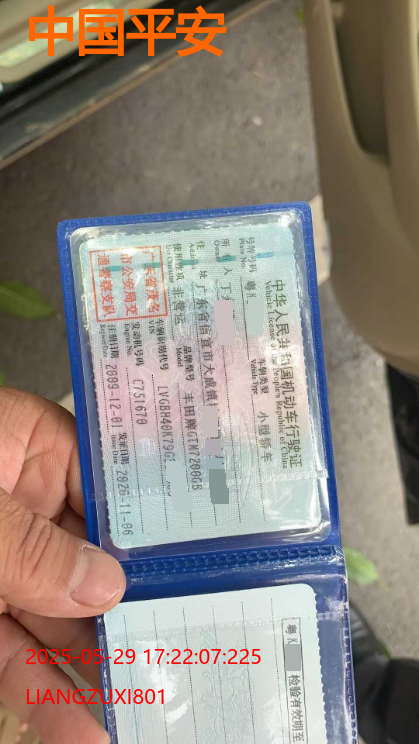 中国平安
中华人民共和国机动车行驶证
Vehicle License of the People's Republic of China
号牌号码 粤K
Plate No.
车辆类型 小型轿车
Vehicle Type
所有人 丁
Owner
住址 广东省信宜市大成镇
Address
使用性质 非营运
Use Character
品牌型号 丰田牌GTM7200GB
Model
车辆识别代号 LVGBH40K79G
VIN
发动机号码 C751670
Engine No.
注册日期 2009-12-01
Register Date
发证日期 2020-11-06
Issue Date
广东省茂名
市公安局交
通警察支队
粤K
检验有效期至
2025-05-29 17:22:07:225
LIANGZUXI801